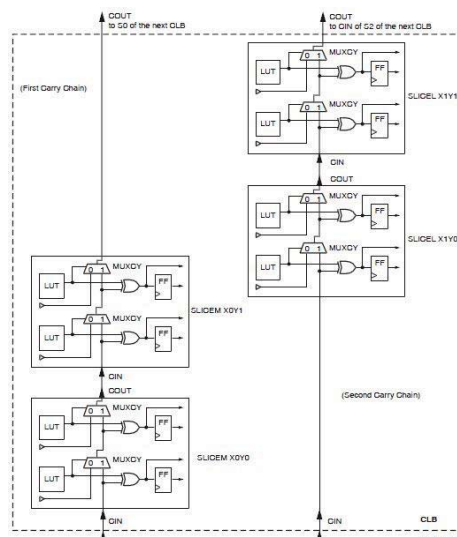 COUT
to S0 of the next CLB
COUT
to CIN of S2 of the next CLB
(First Carry Chain)
LUT
0 1
MUXCY
FF
LUT
0 1
MUXCY
FF
SLICEL X1Y1
CIN
COUT
LUT
0 1
MUXCY
FF
LUT
0 1
MUXCY
FF
SLICEL X1Y0
LUT
0 1
MUXCY
FF
LUT
0 1
MUXCY
FF
SLICEM X0Y1
CIN
COUT
(Second Carry Chain)
LUT
0 1
MUXCY
FF
LUT
0 1
MUXCY
FF
SLICEM X0Y0
CIN
CIN
CLB